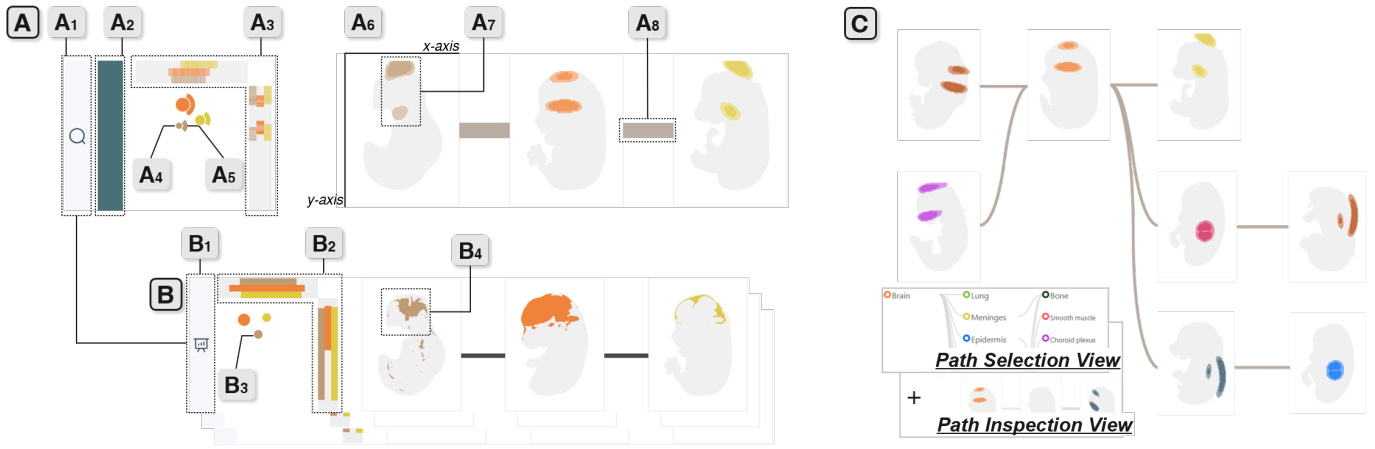 A
A1
A2
A3
A4
A5
A6
A7
A8
x-axis
y-axis
B
B1
B2
B3
B4
C
Brain
Lung
Bone
Meninges
Smooth muscle
Epidermis
Choroid plexus
Path Selection View
+
Path Inspection View